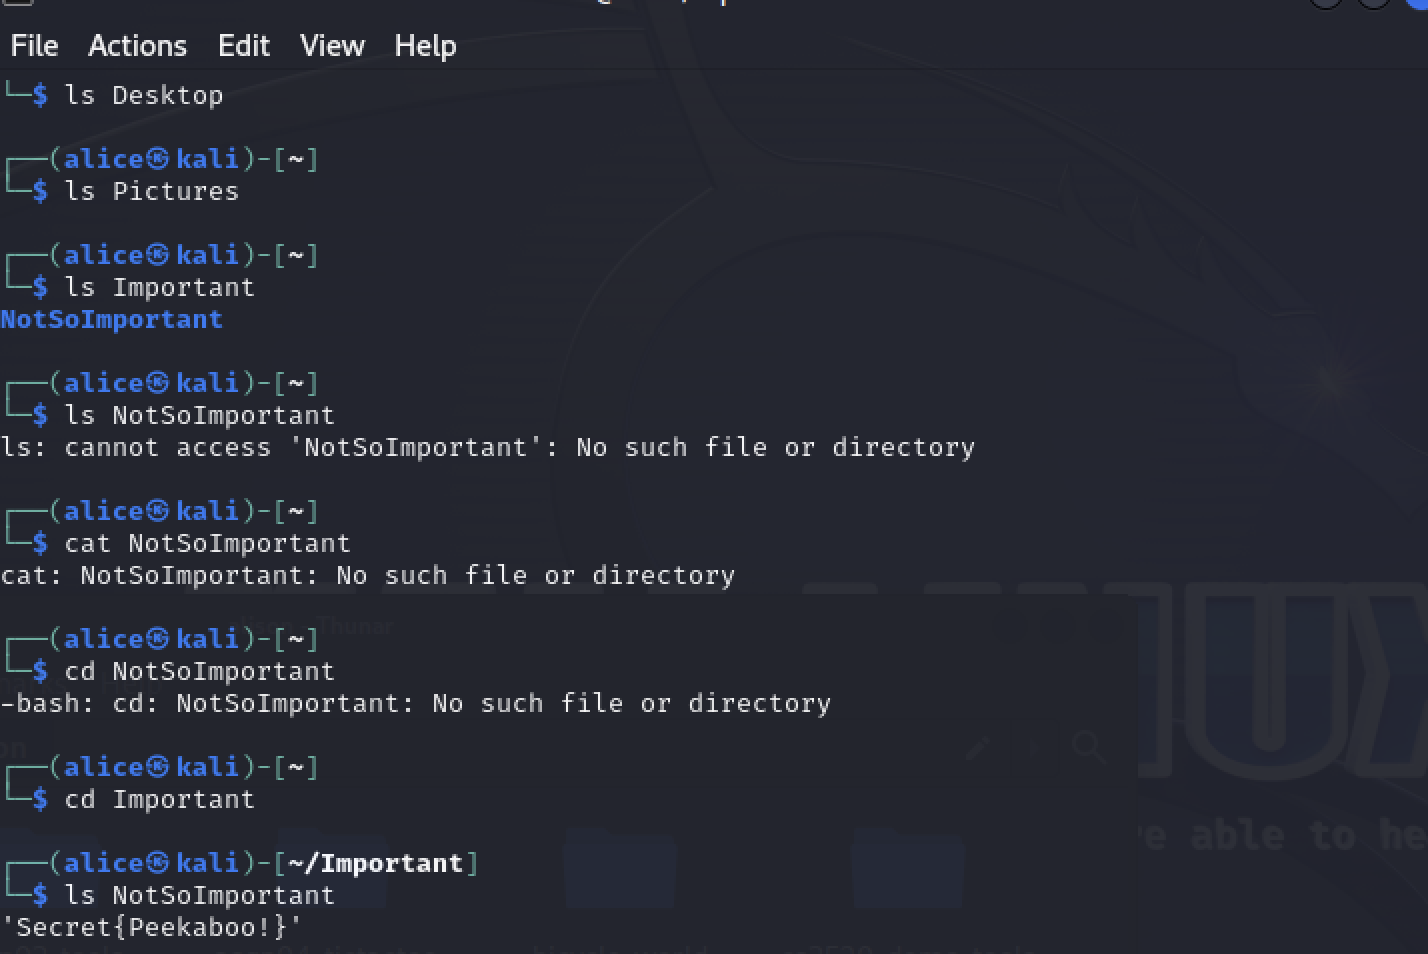 File Actions Edit View Help
└─$ ls Desktop
┌──(alice㉿kali)-[~]
└─$ ls Pictures
┌──(alice㉿kali)-[~]
└─$ ls Important
NotSoImportant
┌──(alice㉿kali)-[~]
└─$ ls NotSoImportant
ls: cannot access 'NotSoImportant': No such file or directory
┌──(alice㉿kali)-[~]
└─$ cat NotSoImportant
cat: NotSoImportant: No such file or directory
┌──(alice㉿kali)-[~]
└─$ cd NotSoImportant
-bash: cd: NotSoImportant: No such file or directory
┌──(alice㉿kali)-[~]
└─$ cd Important
┌──(alice㉿kali)-[~/Important]
└─$ ls NotSoImportant
'Secret{Peekaboo!}'
able to